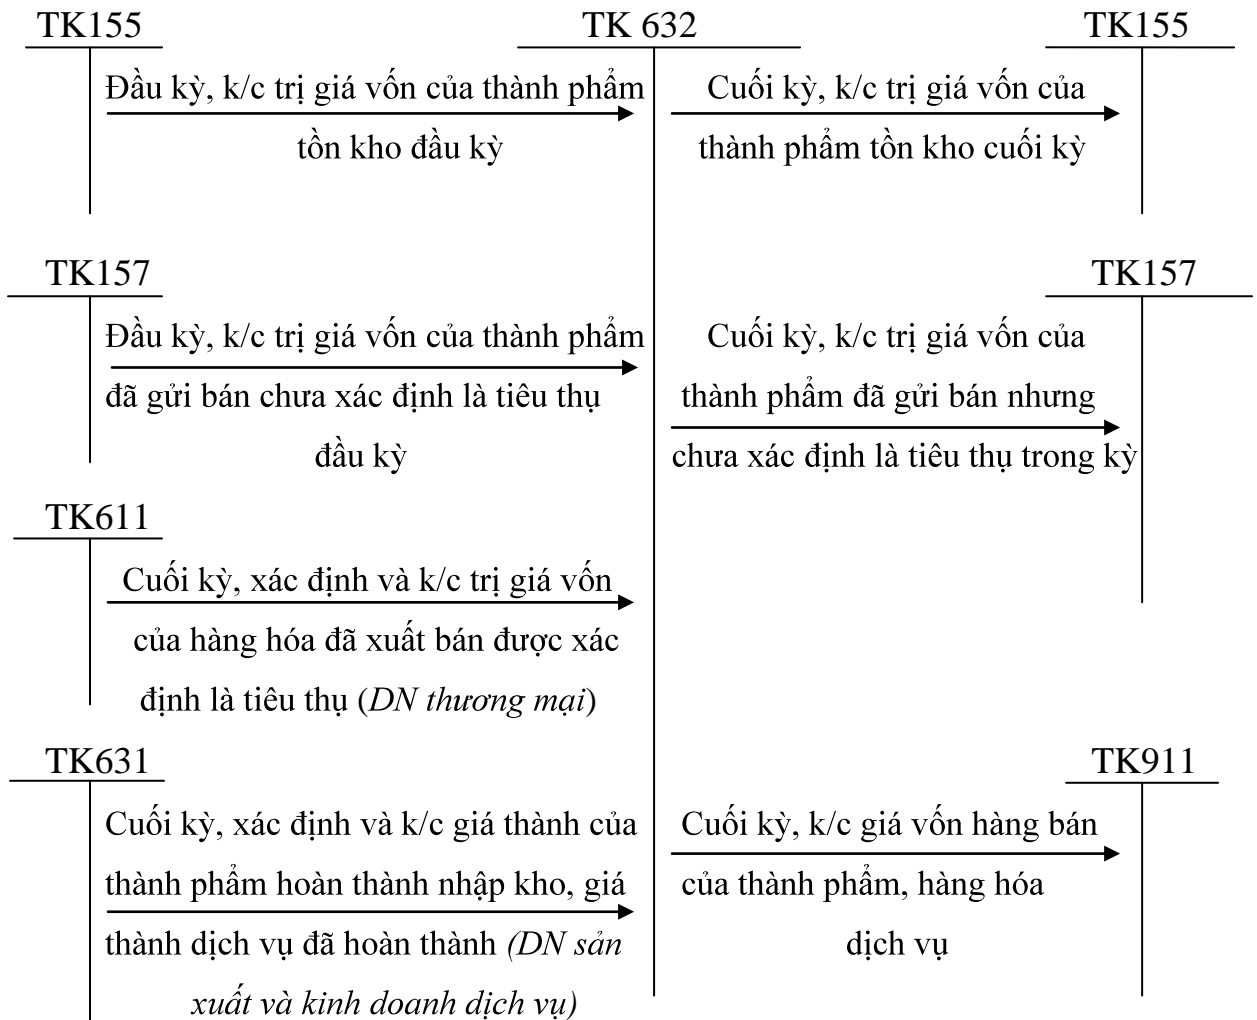 TK155
TK 632
TK155
Đầu kỳ, k/c trị giá vốn của thành phẩm
tồn kho đầu kỳ
Cuối kỳ, k/c trị giá vốn của
thành phẩm tồn kho cuối kỳ
TK157
TK157
Đầu kỳ, k/c trị giá vốn của thành phẩm
đã gửi bán chưa xác định là tiêu thụ
đầu kỳ
Cuối kỳ, k/c trị giá vốn của
thành phẩm đã gửi bán nhưng
chưa xác định là tiêu thụ trong kỳ
TK611
Cuối kỳ, xác định và k/c trị giá vốn
của hàng hóa đã xuất bán được xác
định là tiêu thụ (DN thương mại)
TK631
TK911
Cuối kỳ, xác định và k/c giá thành của
thành phẩm hoàn thành nhập kho, giá
thành dịch vụ đã hoàn thành (DN sản
xuất và kinh doanh dịch vụ)
Cuối kỳ, k/c giá vốn hàng bán
của thành phẩm, hàng hóa
dịch vụ